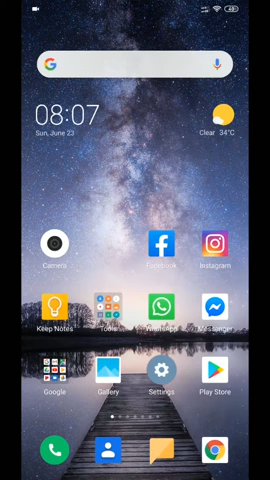 08:07
Sun, June 23
Clear 34°C
Camera
Facebook
Instagram
Keep Notes
Tools
WhatsApp
Messenger
Google
Gallery
Settings
Play Store